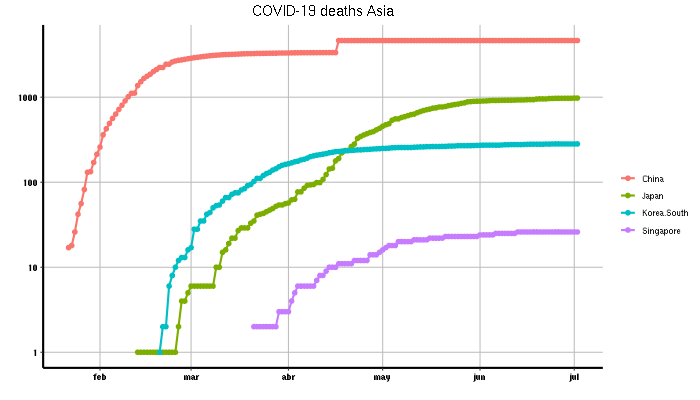 COVID-19 deaths Asia
1000
100
10
1
feb mar abr may jun jul
China
Japan
Korea.South
Singapore